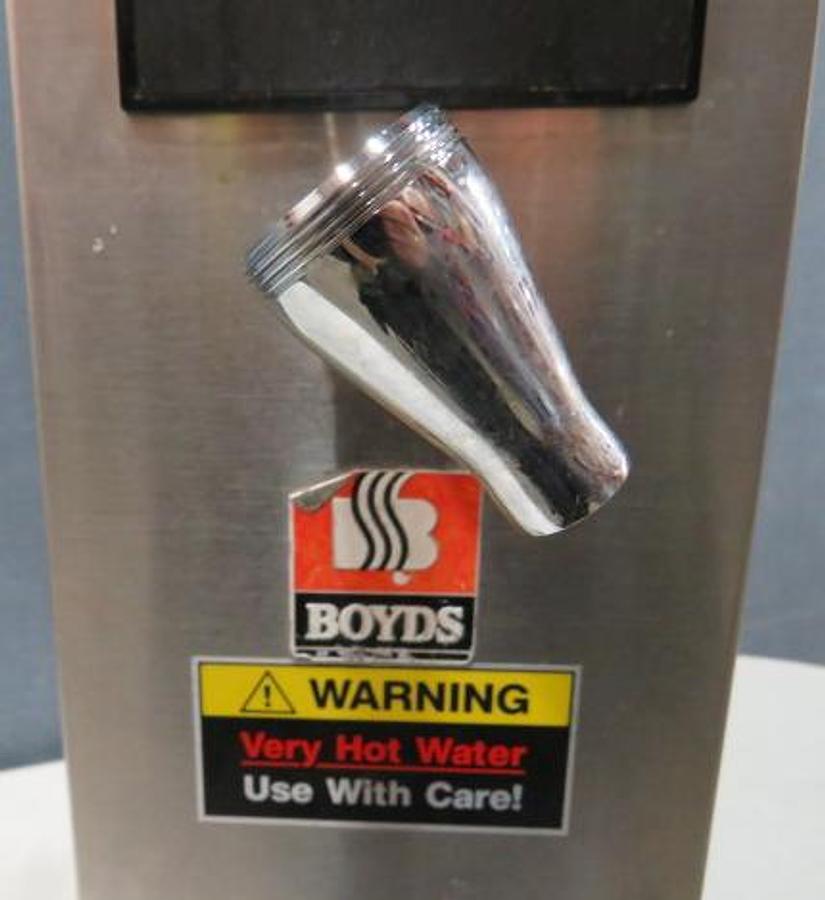 B
BOYDS
WARNING
Very Hot Water
Use With Care!